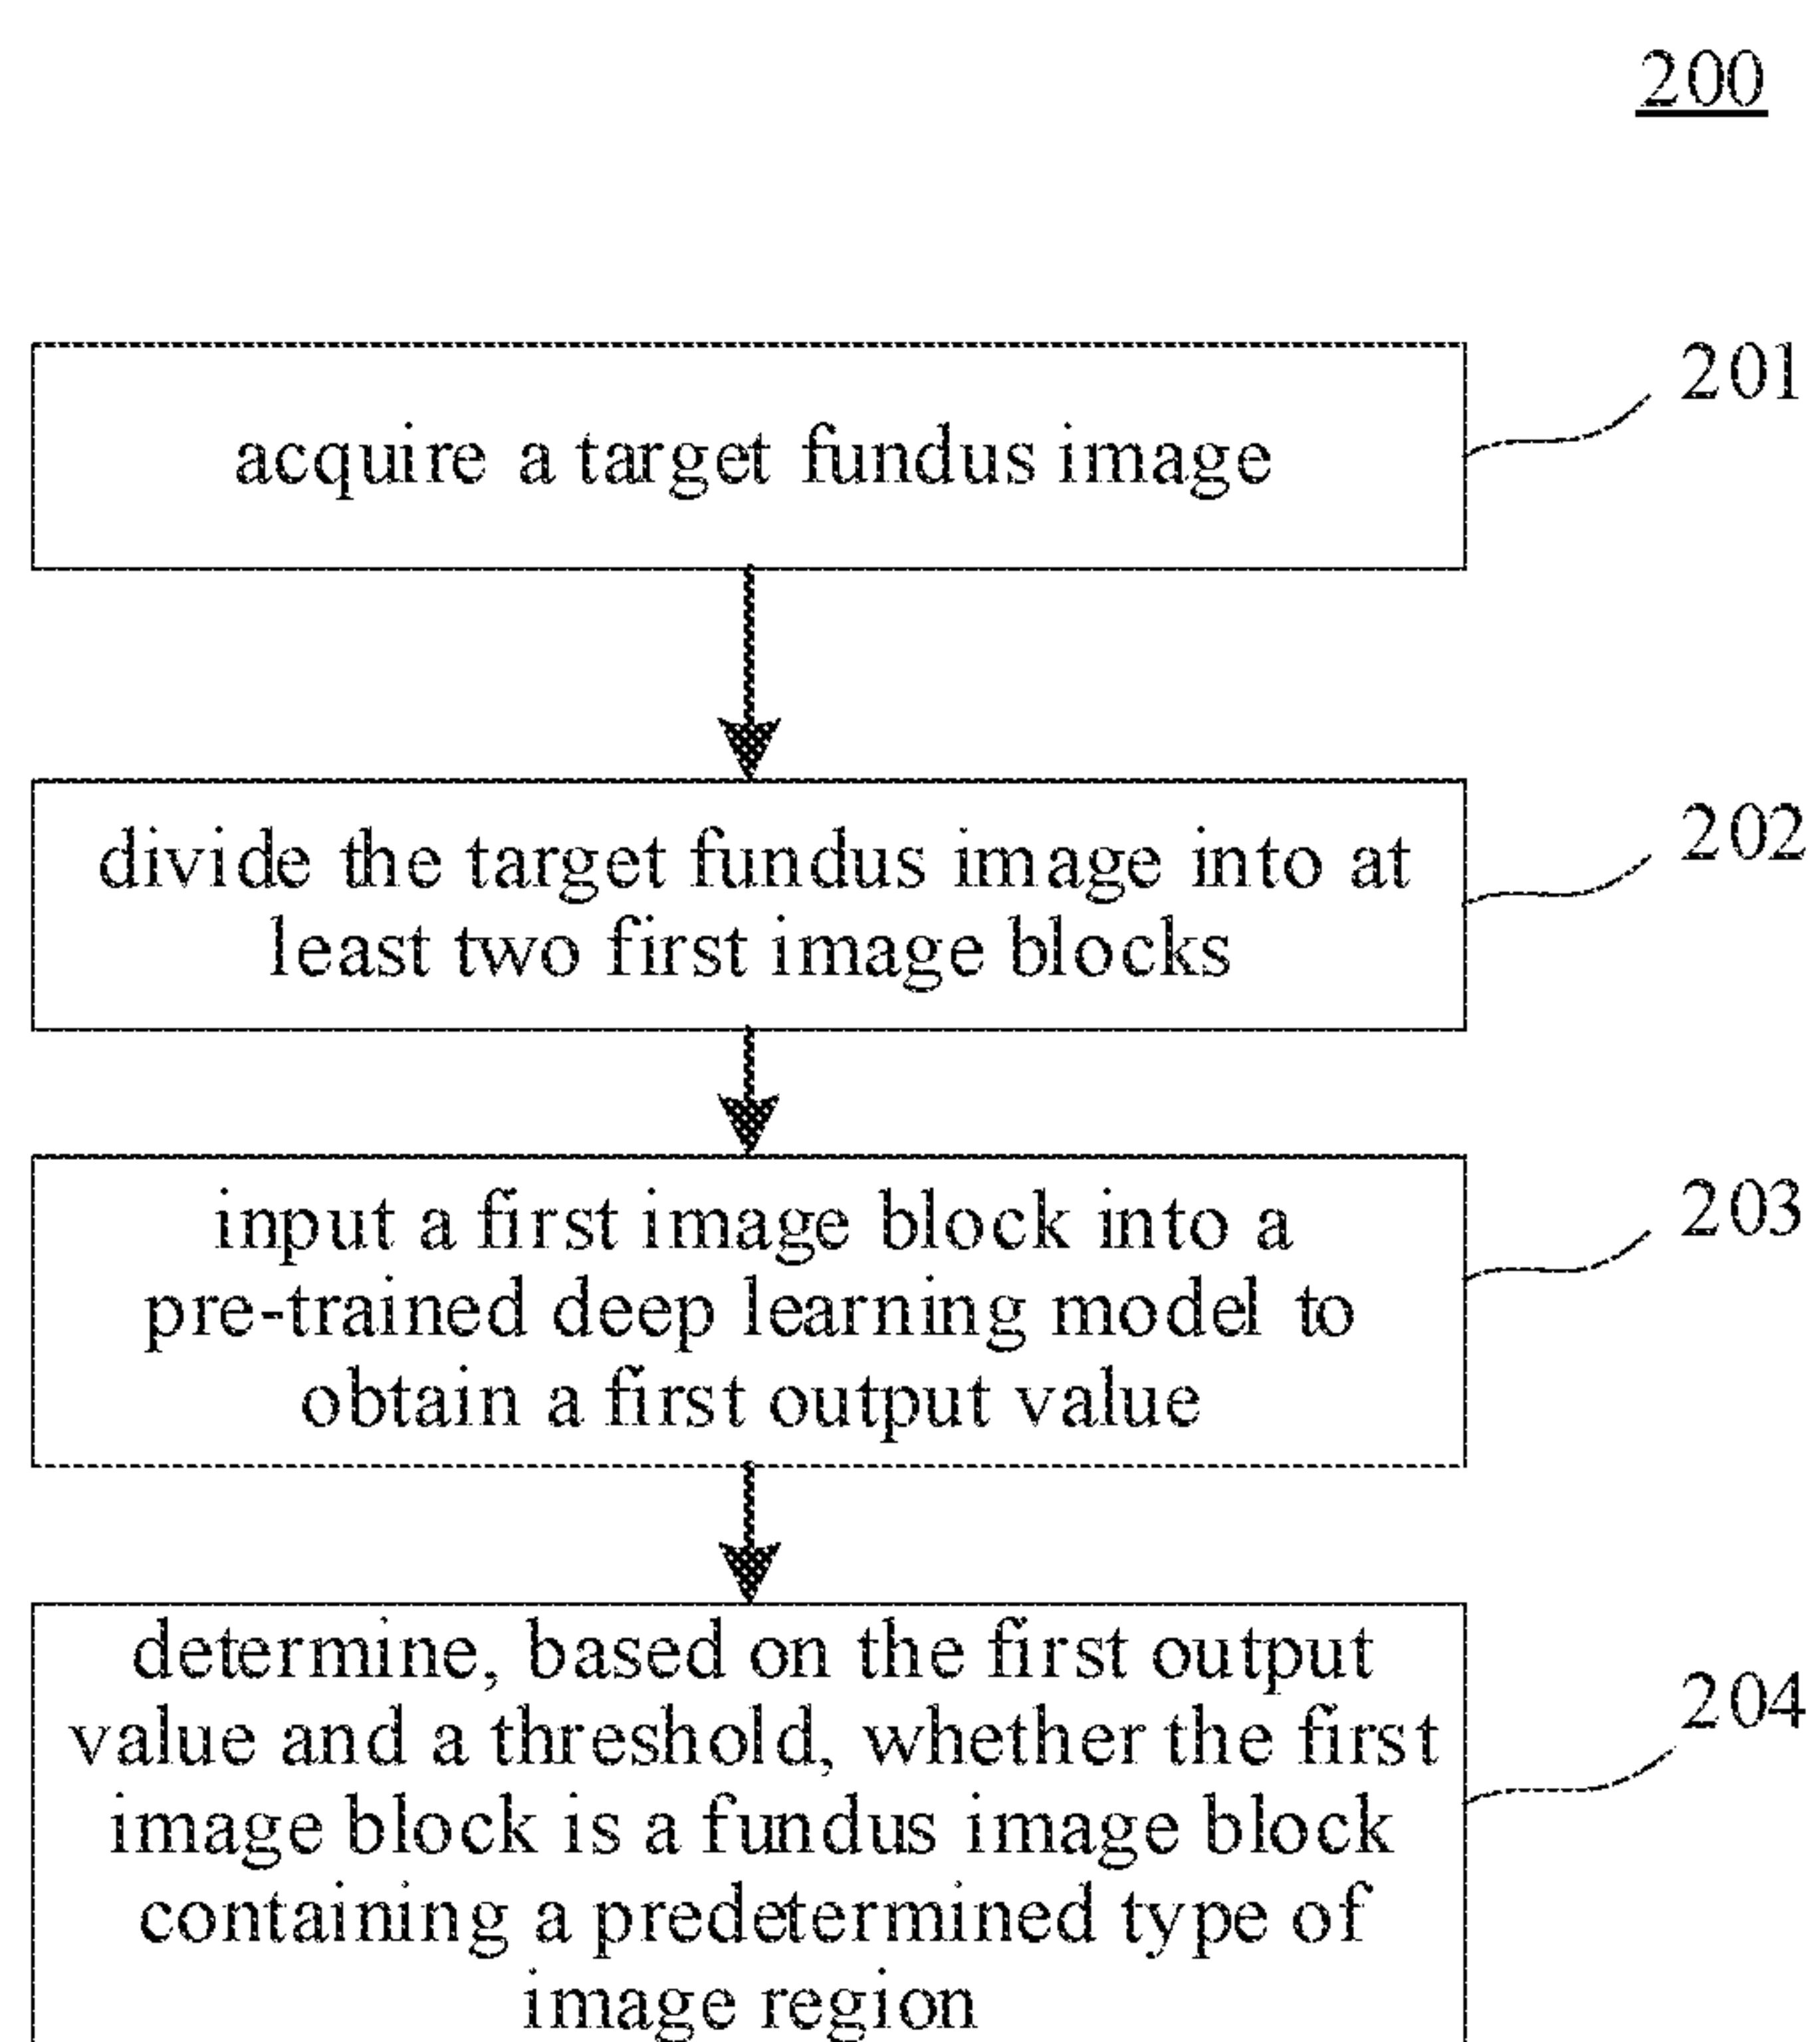 200
201
acquire a target fundus image
202
divide the target fundus image into at
least two first image blocks
203
input a first image block into a
pre-trained deep learning model to
obtain a first output value
204
determine, based on the first output
value and a threshold, whether the first
image block is a fundus image block
containing a predetermined type of
image region